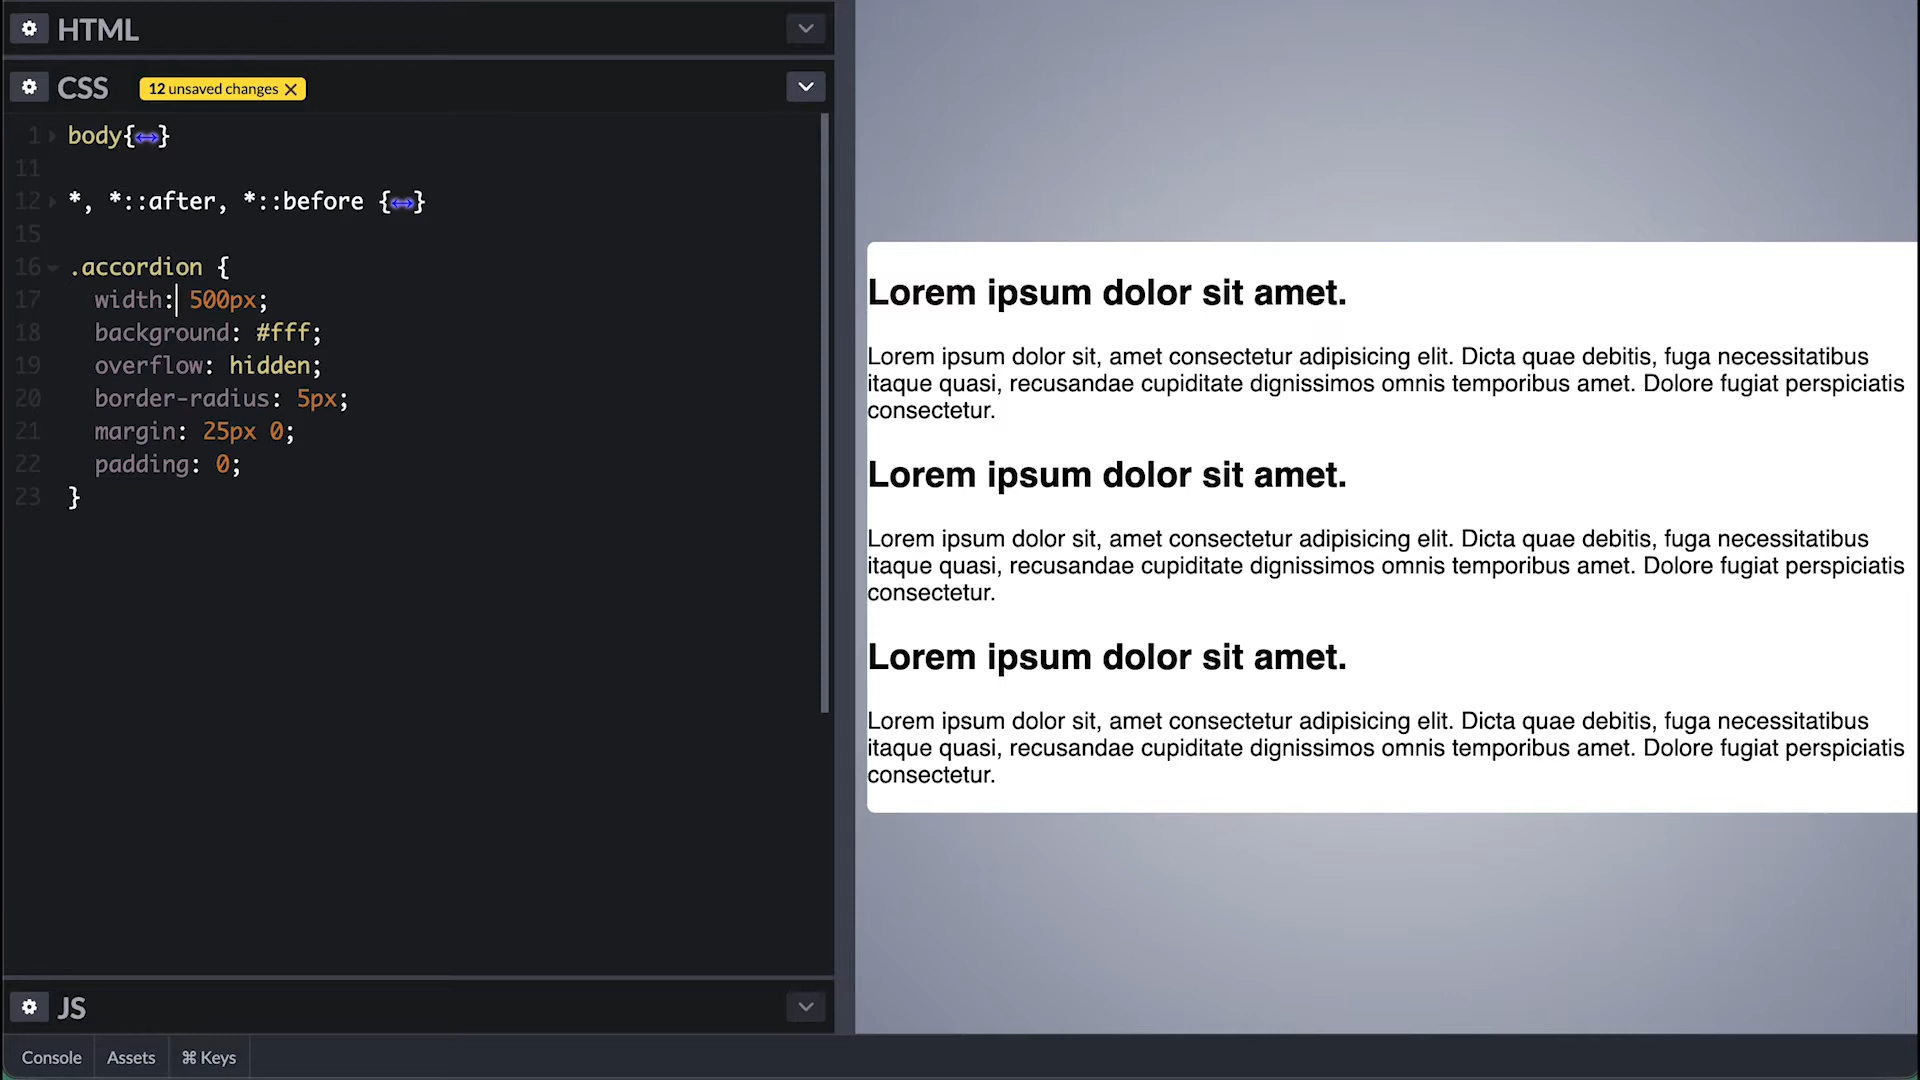 HTML
CSS 12 unsaved changes
1 body{↔}
11
12 *, *::after, *::before {↔}
15
16 .accordion {
17 width: 500px;
18 background: #fff;
19 overflow: hidden;
20 border-radius: 5px;
21 margin: 25px 0;
22 padding: 0;
23 }
JS
Console Assets ⌘ Keys
Lorem ipsum dolor sit amet.
Lorem ipsum dolor sit, amet consectetur adipisicing elit. Dicta quae debitis, fuga necessitatibus
itaque quasi, recusandae cupiditate dignissimos omnis temporibus amet. Dolore fugiat perspiciatis
consectetur.
Lorem ipsum dolor sit amet.
Lorem ipsum dolor sit, amet consectetur adipisicing elit. Dicta quae debitis, fuga necessitatibus
itaque quasi, recusandae cupiditate dignissimos omnis temporibus amet. Dolore fugiat perspiciatis
consectetur.
Lorem ipsum dolor sit amet.
Lorem ipsum dolor sit, amet consectetur adipisicing elit. Dicta quae debitis, fuga necessitatibus
itaque quasi, recusandae cupiditate dignissimos omnis temporibus amet. Dolore fugiat perspiciatis
consectetur.